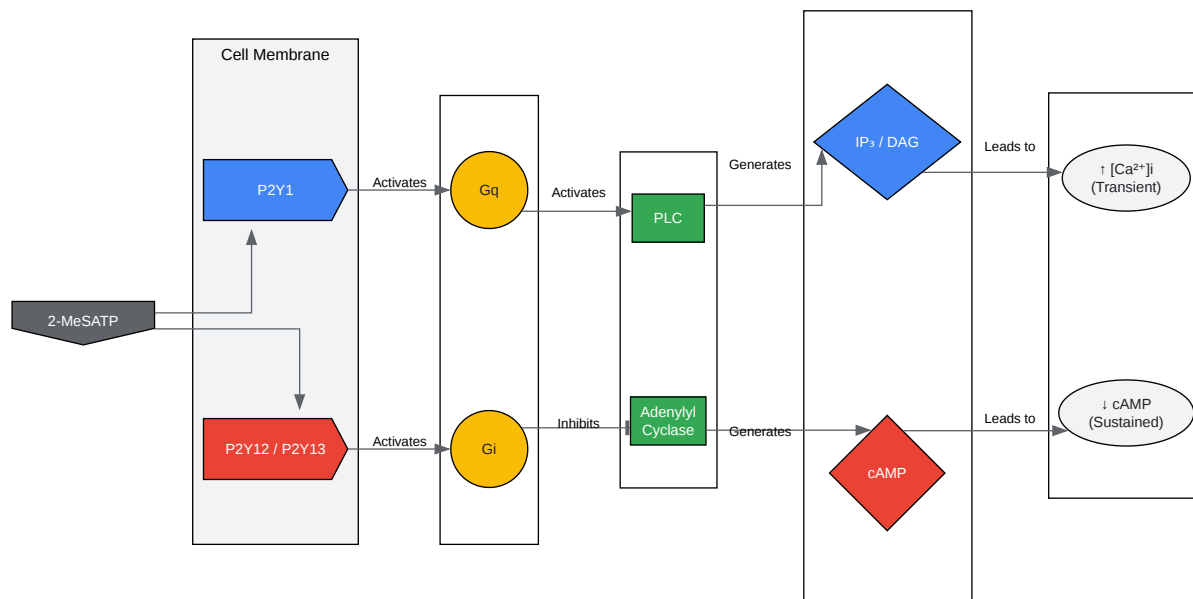 Cell Membrane
P2Y1
Activates
Gq
Activates
PLC
Generates
IP₃ / DAG
Leads to
↑ [Ca²⁺]i
(Transient)
2-MeSATP
P2Y12 / P2Y13
Activates
Gi
Inhibits
Adenylyl
Cyclase
Generates
cAMP
Leads to
↓ cAMP
(Sustained)